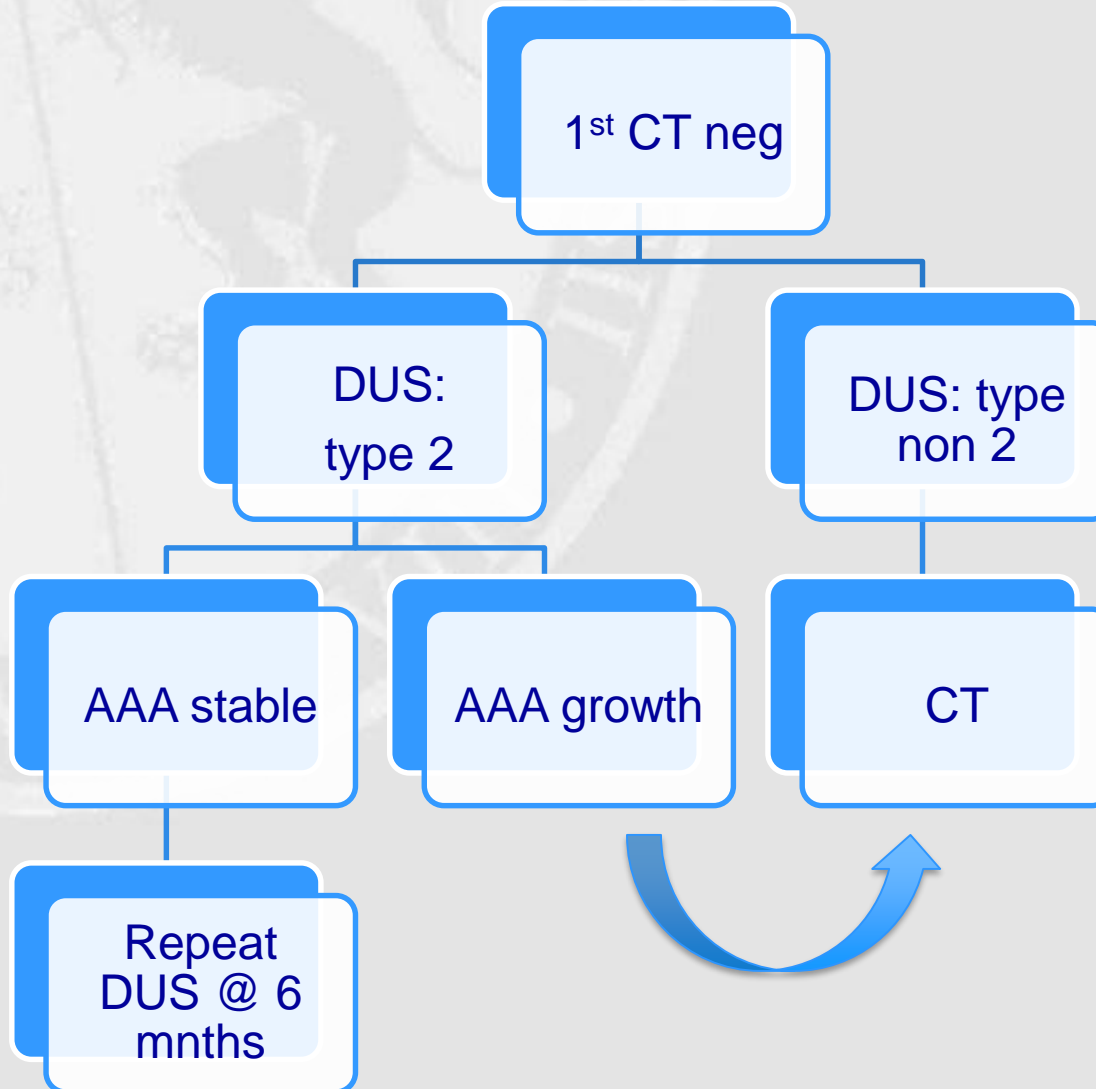 1st CT neg
DUS:
type 2
DUS: type
non 2
AAA stable
AAA growth
CT
Repeat
DUS @ 6
mnths